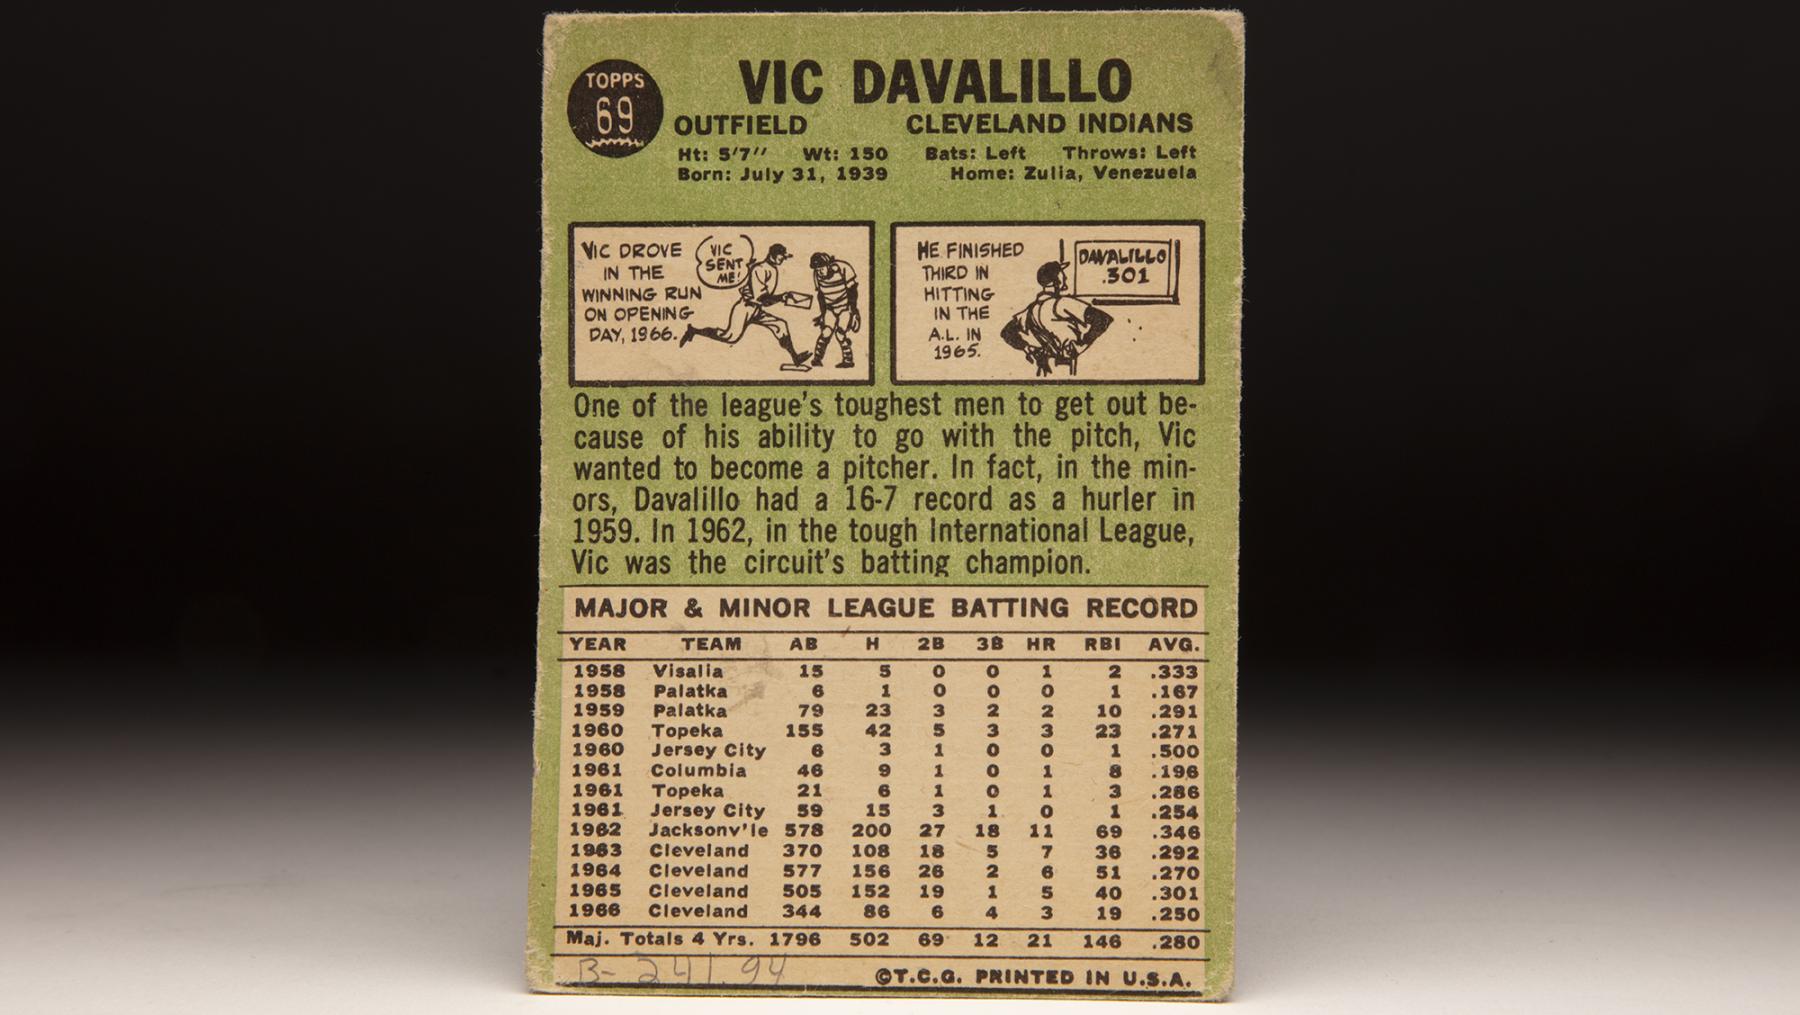 TOPPS
69
VIC DAVALILLO
OUTFIELD CLEVELAND INDIANS
Ht: 5'7" Wt: 150 Bats: Left Throws: Left
Born: July 31, 1939 Home: Zulia, Venezuela
VIC DROVE
IN THE
WINNING RUN
ON OPENING
DAY, 1966.
VIC
SENT
ME!
HE FINISHED
THIRD IN
HITTING
IN THE
A.L. IN
1965.
DAVALILLO
.301
One of the league's toughest men to get out be-
cause of his ability to go with the pitch, Vic
wanted to become a pitcher. In fact, in the min-
ors, Davalillo had a 16-7 record as a hurler in
1959. In 1962, in the tough International League,
Vic was the circuit's batting champion.
MAJOR & MINOR LEAGUE BATTING RECORD
YEAR TEAM AB H 2B 3B HR RBI AVG.
1958 Visalia 15 5 0 0 1 2 .333
1958 Palatka 6 1 0 0 0 1 .167
1959 Palatka 79 23 3 2 2 10 .291
1960 Topeka 155 42 5 3 3 23 .271
1960 Jersey City 6 3 1 0 0 1 .500
1961 Columbia 46 9 1 0 1 8 .196
1961 Topeka 21 6 1 0 1 3 .286
1961 Jersey City 59 15 3 1 0 1 .254
1962 Jacksonv'le 578 200 27 18 11 69 .346
1963 Cleveland 370 108 18 5 7 36 .292
1964 Cleveland 577 156 26 2 6 51 .270
1965 Cleveland 505 152 19 1 5 40 .301
1966 Cleveland 344 86 6 4 3 19 .250
Maj. Totals 4 Yrs. 1796 502 69 12 21 146 .280
B-241.94
©T.C.G. PRINTED IN U.S.A.